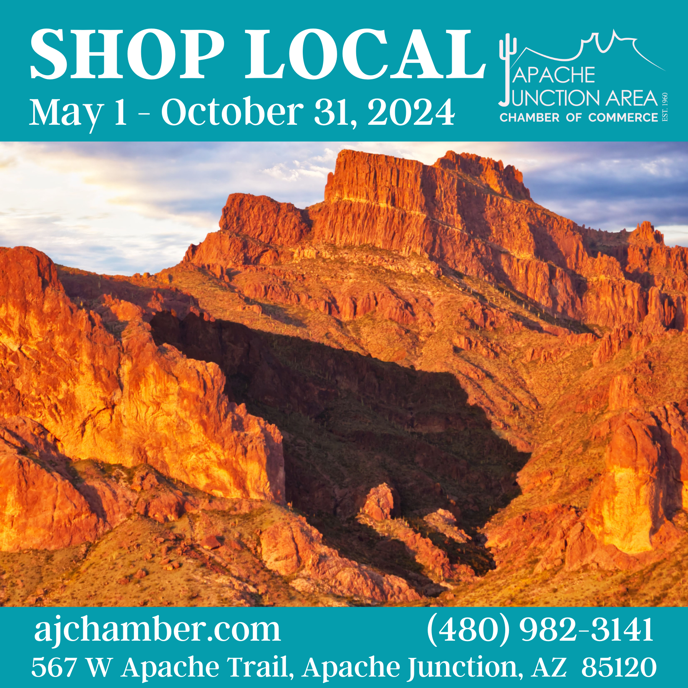 SHOP LOCAL
May 1 - October 31, 2024
APACHE
JUNCTION AREA
CHAMBER OF COMMERCE
EST. 1960
ajchamber.com
(480) 982-3141
567 W Apache Trail, Apache Junction, AZ 85120